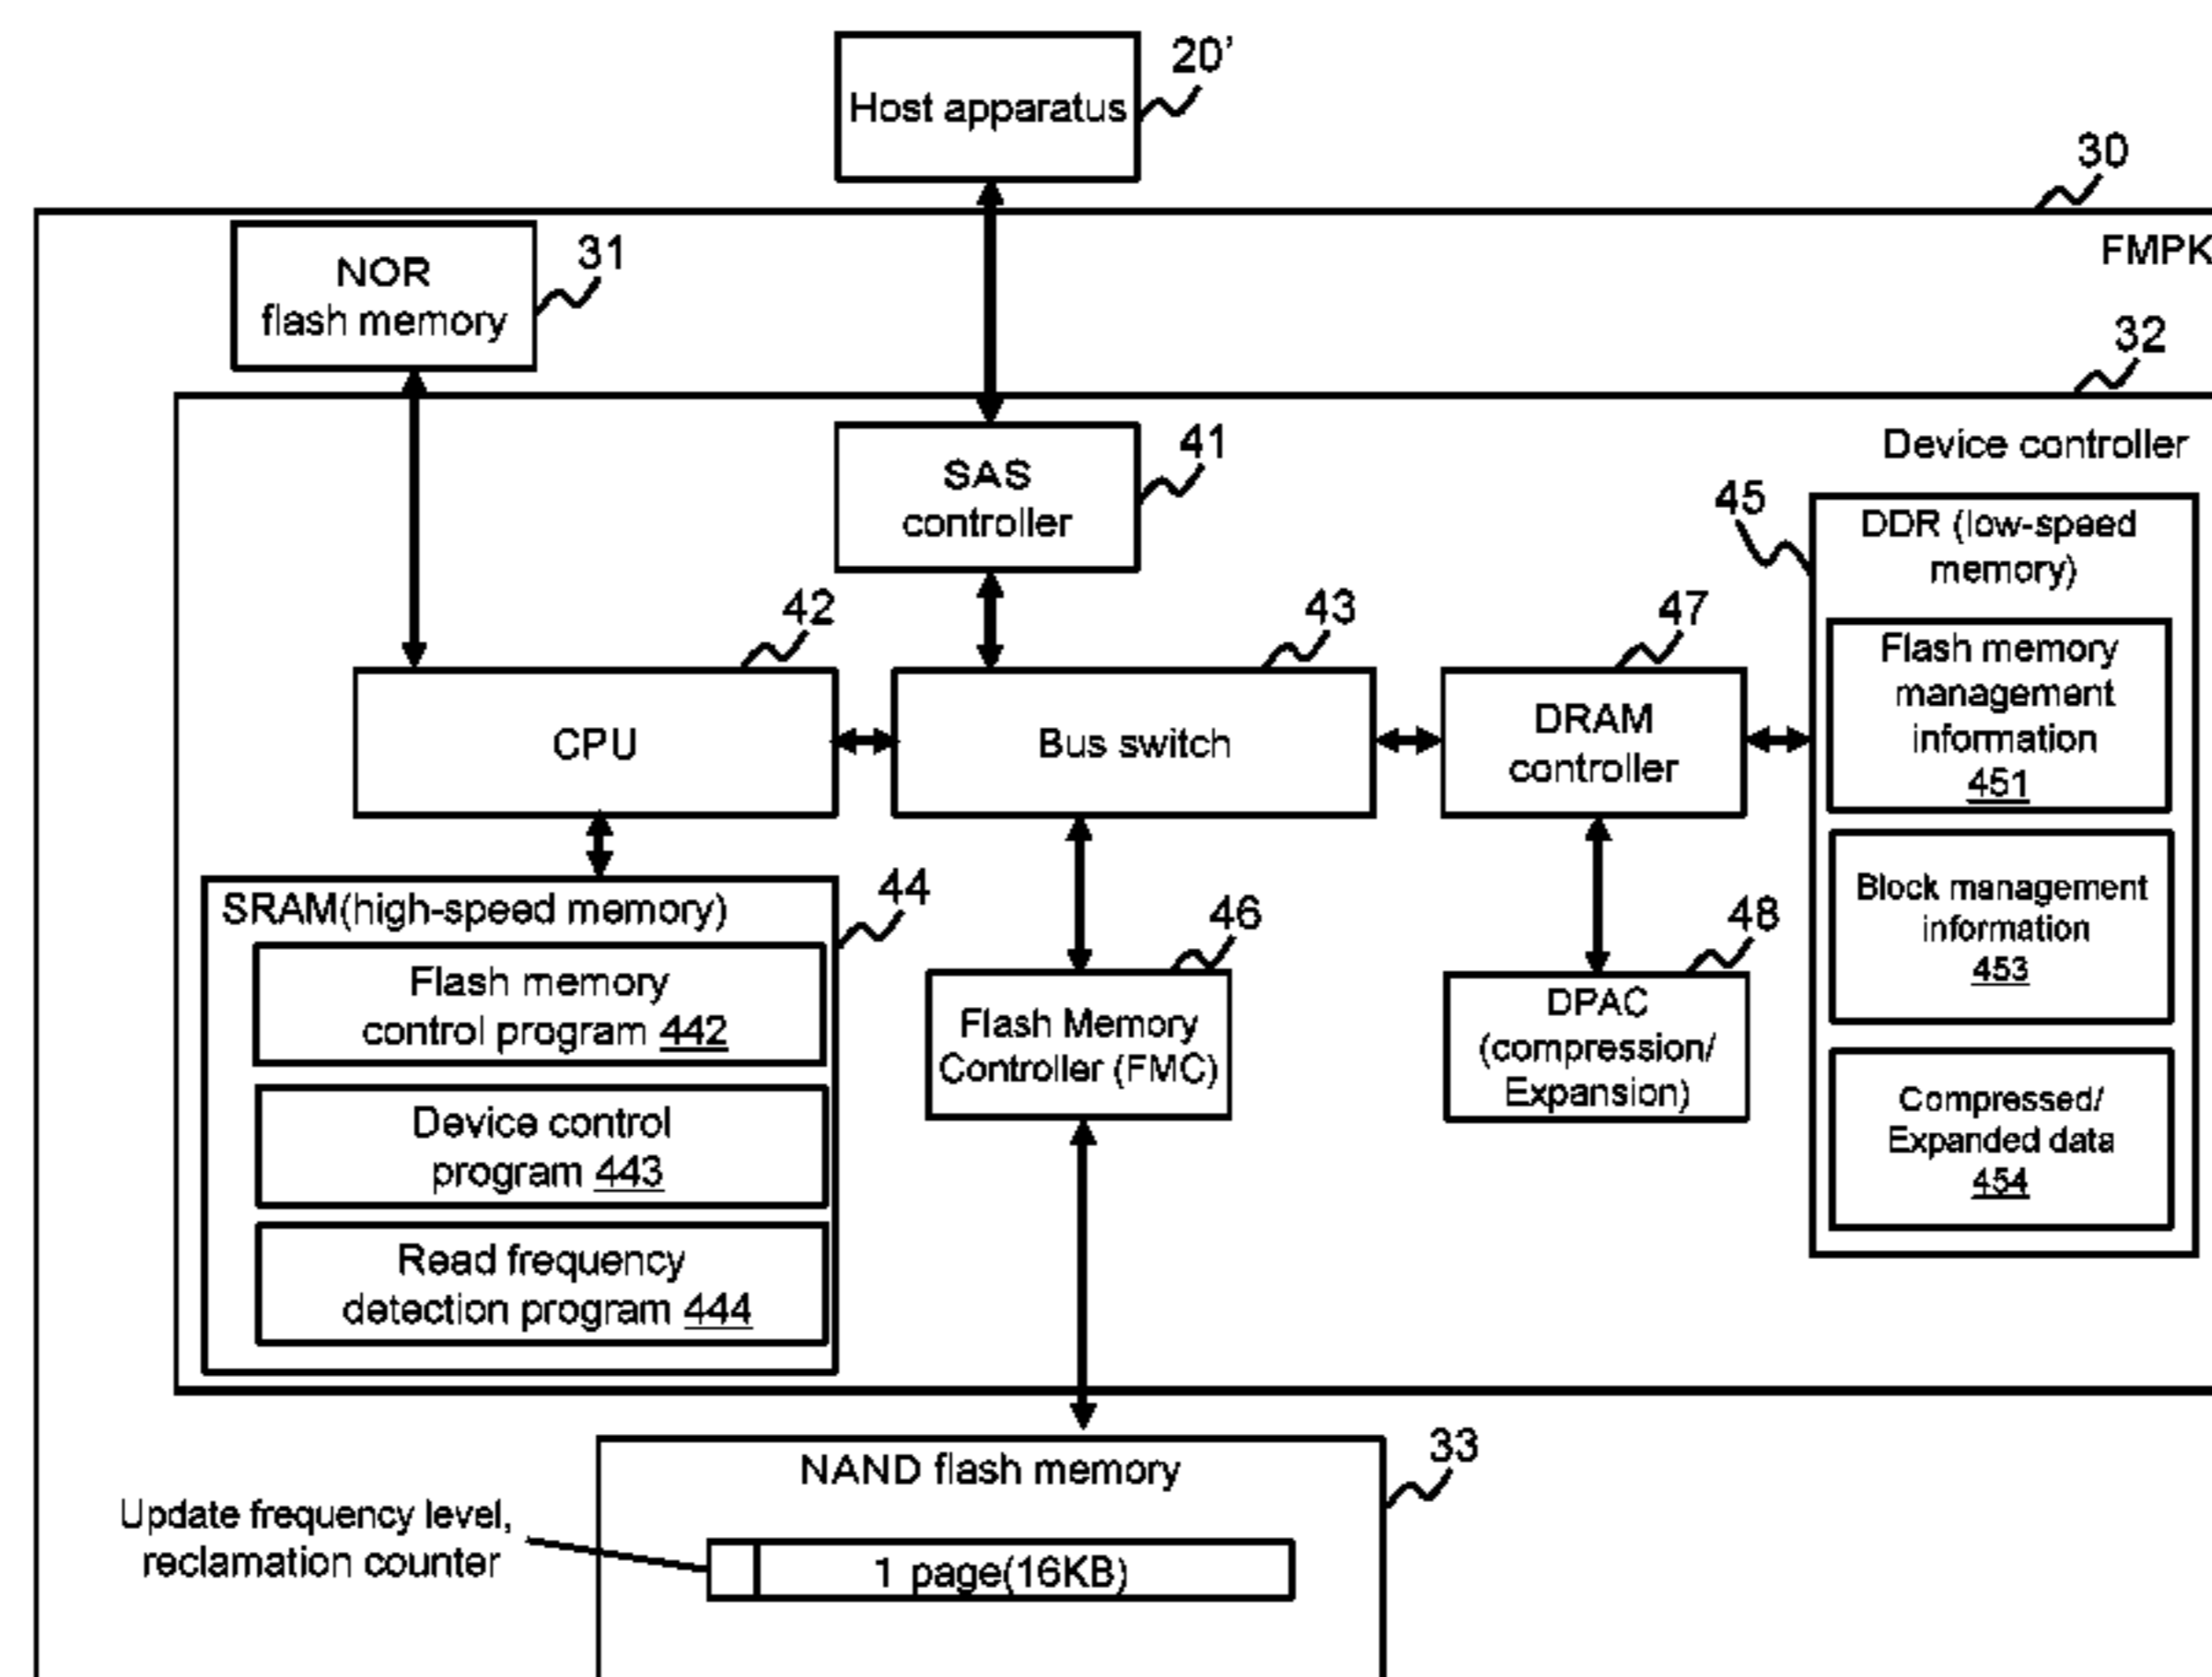 20'
Host apparatus
30
FMPK
NOR
flash memory
31
32
Device controller
SAS
controller
41
45
DDR (low-speed
memory)
42
43
47
Flash memory
management
information
451
CPU
Bus switch
DRAM
controller
Block management
information
453
44
SRAM(high-speed memory)
46
48
Flash memory
control program 442
Flash Memory
Controller (FMC)
DPAC
(compression/
Expansion)
Compressed/
Expanded data
454
Device control
program 443
Read frequency
detection program 444
33
NAND flash memory
Update frequency level,
reclamation counter
1 page(16KB)